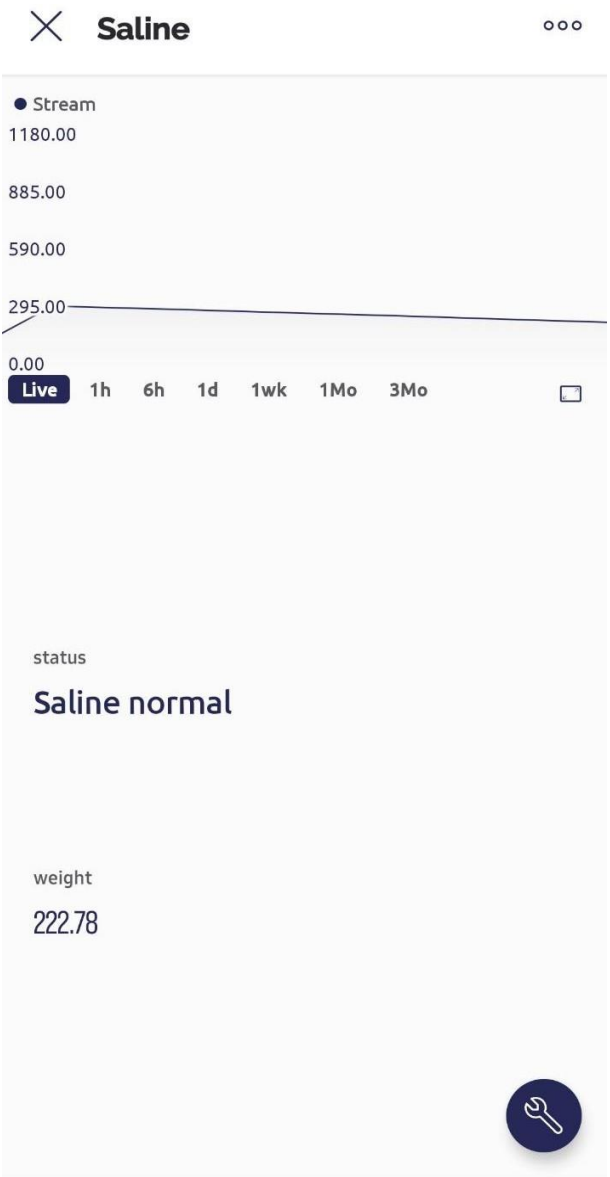 Saline
Stream
1180.00
885.00
590.00
295.00
0.00
Live 1h 6h 1d 1wk 1Mo 3Mo
status
Saline normal
weight
222.78